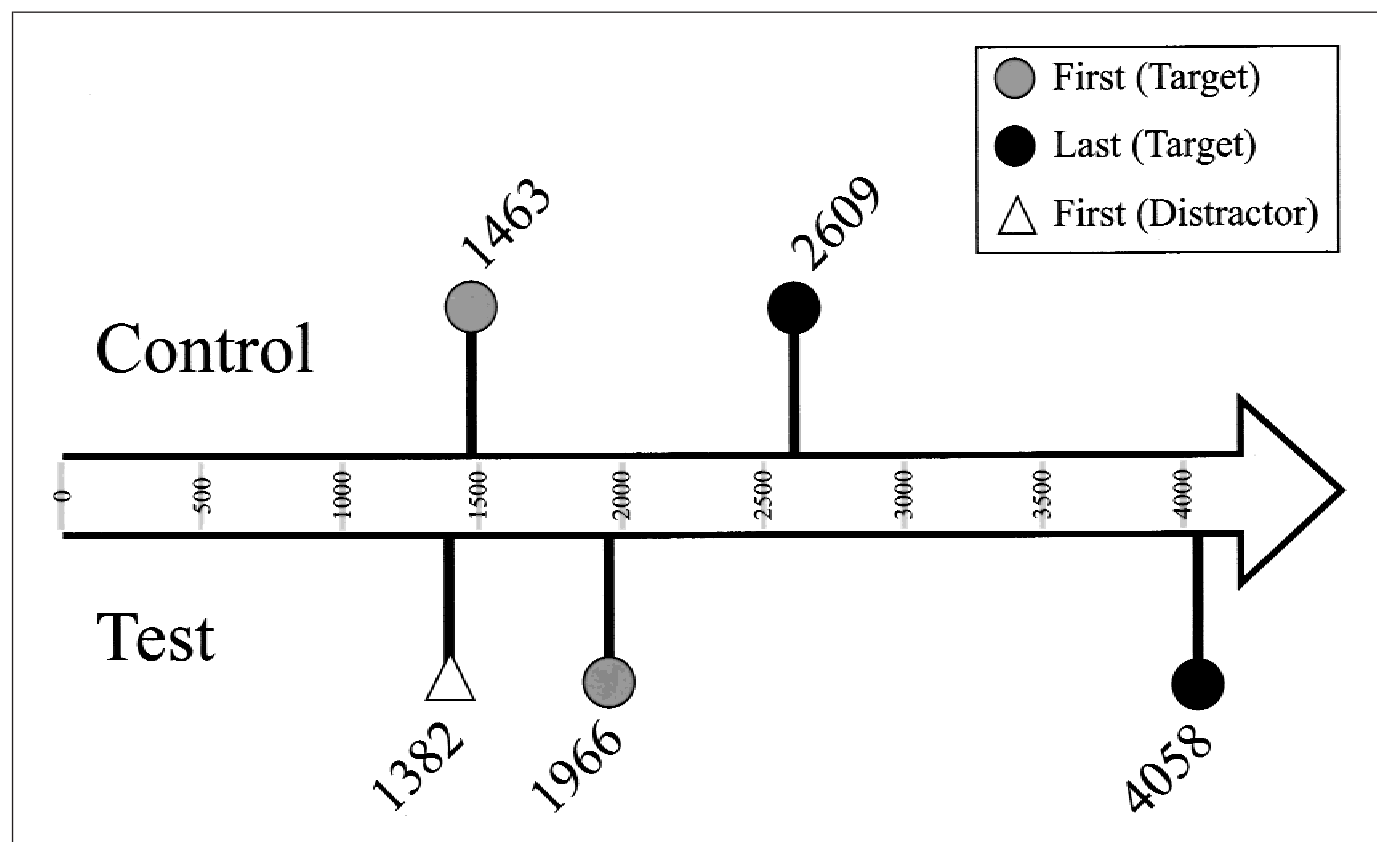 First (Target)
Last (Target)
First (Distractor)
1463
2609
Control
0
500
1000
1500
2000
2500
3000
3500
4000
Test
1382
1966
4058